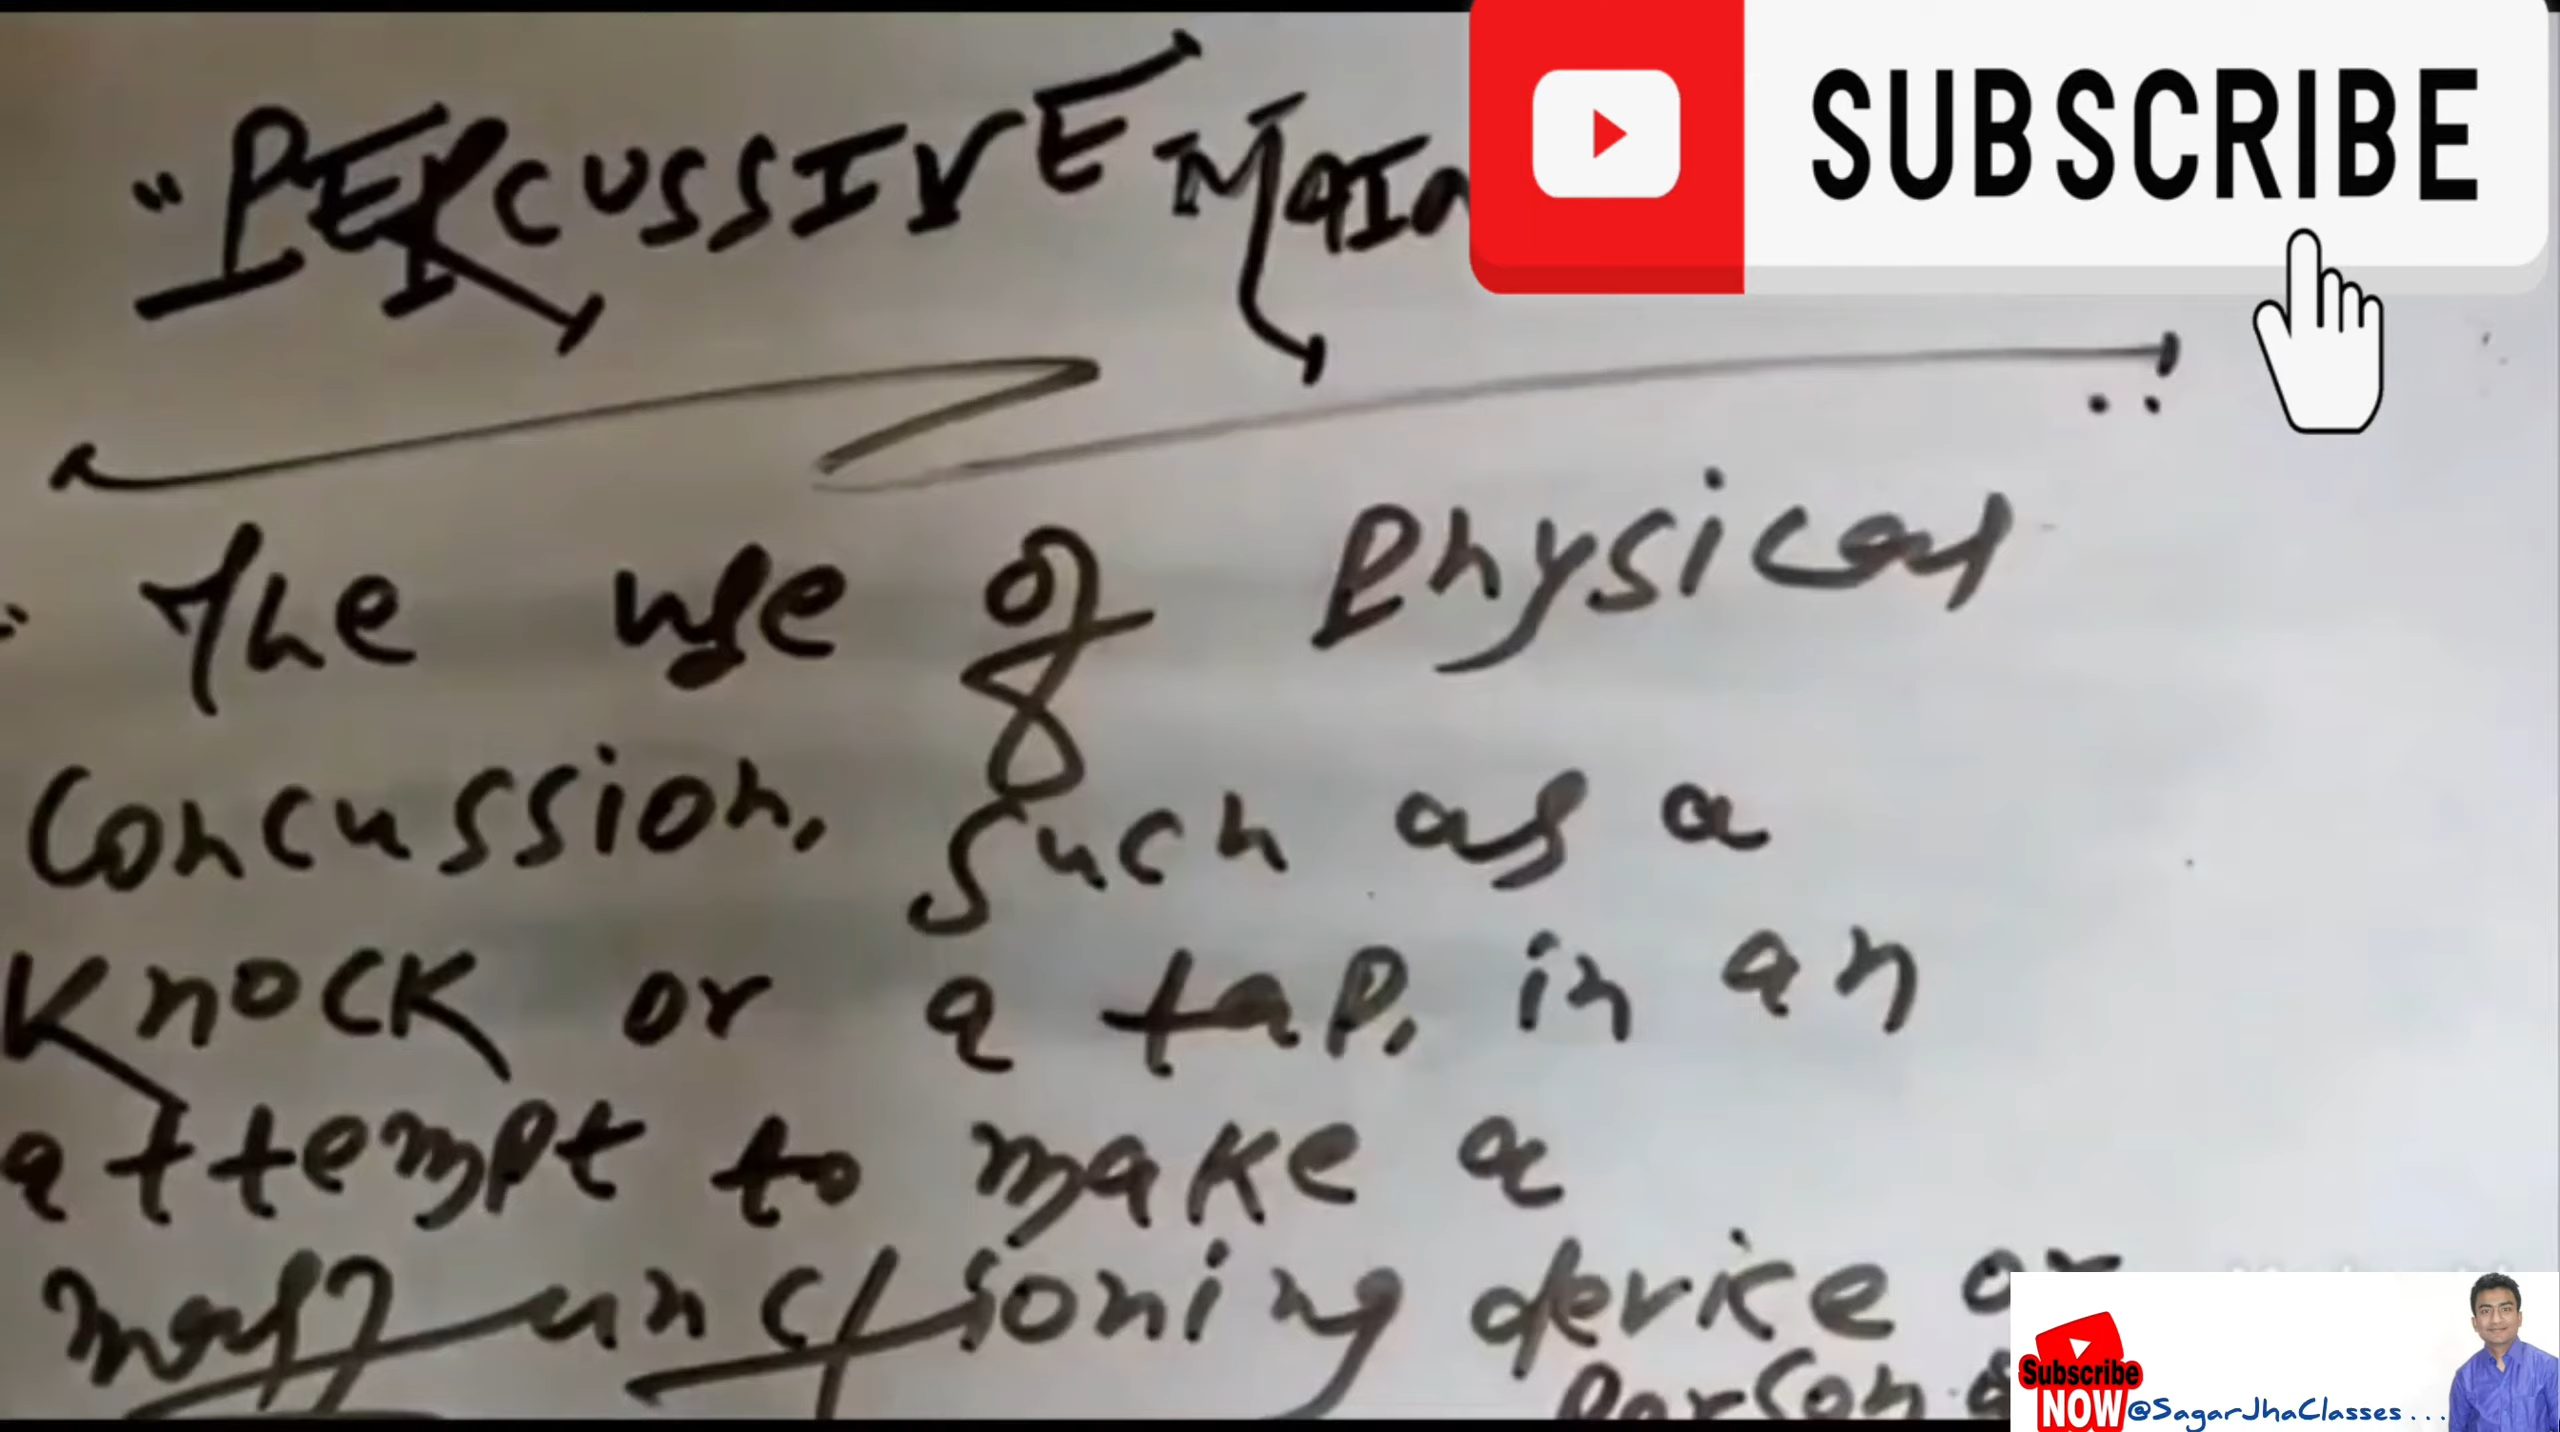 "PERCUSSIVE MAIN
SUBSCRIBE
The use of Physical
Concussion, Such as a
Knock or a tap, in an
attempt to make a
malfunctioning device or
person
Subscribe
NOW
@SagarJhaClasses...